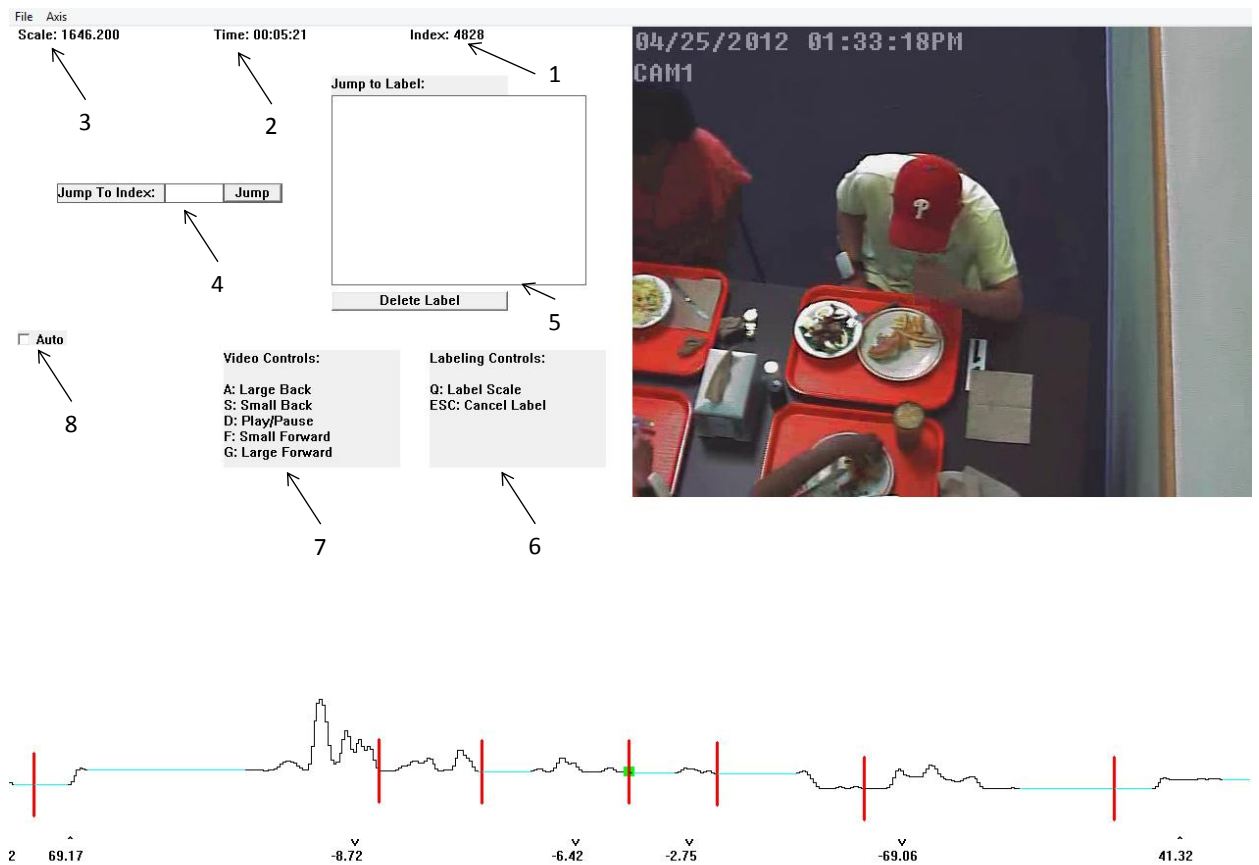 File Axis
Scale: 1646.200 Time: 00:05:21 Index: 4828
04/25/2012 01:33:18PM
CAM1
1
2
3
Jump to Label:
Jump To Index: Jump
4
Delete Label
5
Auto
8
Video Controls:
A: Large Back
S: Small Back
D: Play/Pause
F: Small Forward
G: Large Forward
7
Labeling Controls:
Q: Label Scale
ESC: Cancel Label
6
P
2 69.17 -8.72 -6.42 -2.75 -69.06 41.32